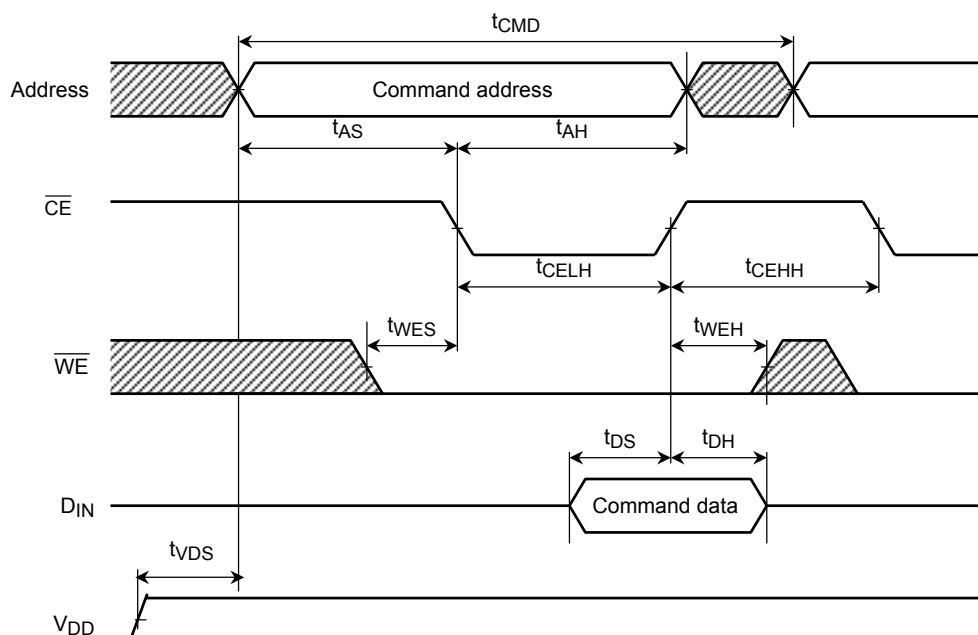 tCMD
Address
Command address
tAS
tAH
CE
tCELH
tCEHH
tWES
tWEH
WE
tDS
tDH
DIN
Command data
tVDS
VDD